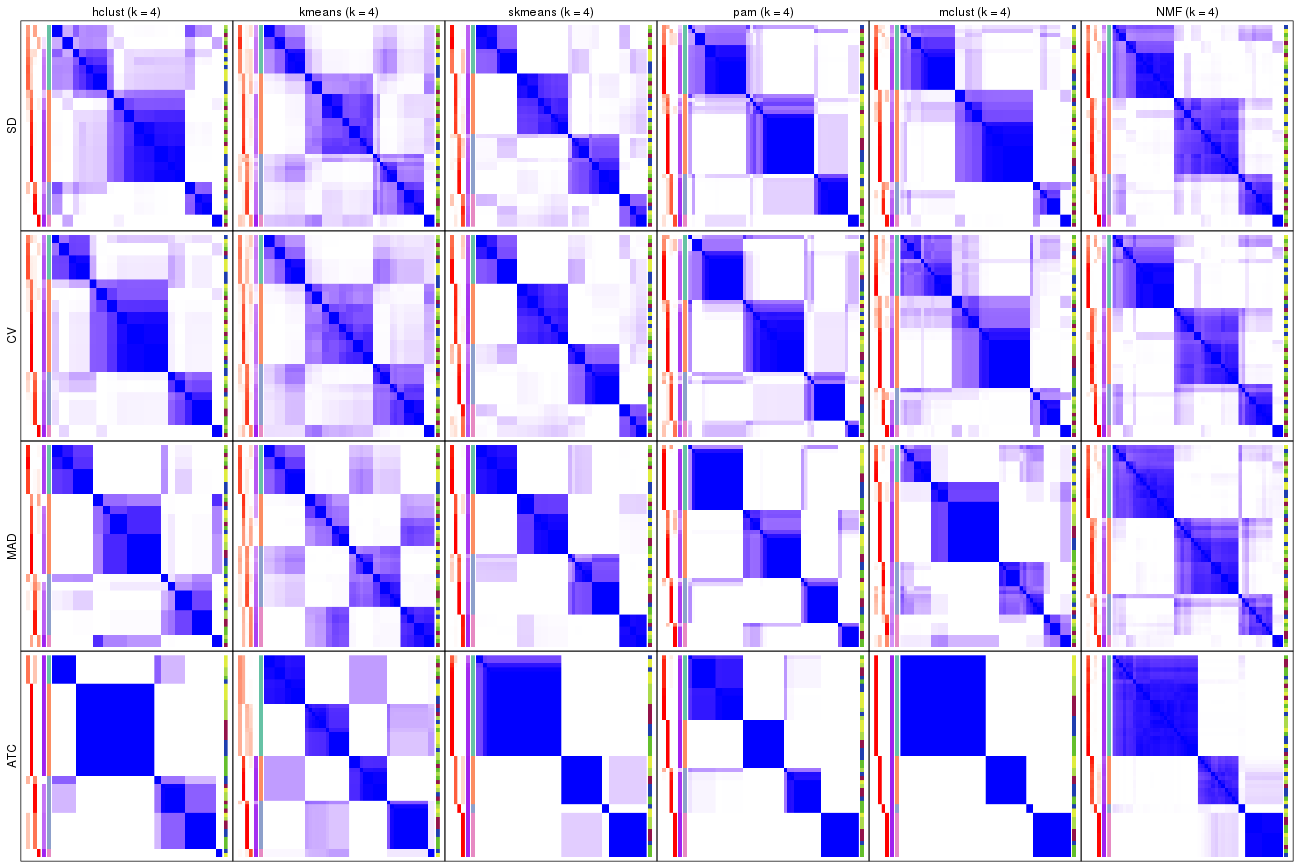 hclust (k = 4) kmeans (k = 4) skmeans (k = 4) pam (k = 4) mclust (k = 4) NMF (k = 4)
SD
CV
MAD
ATC